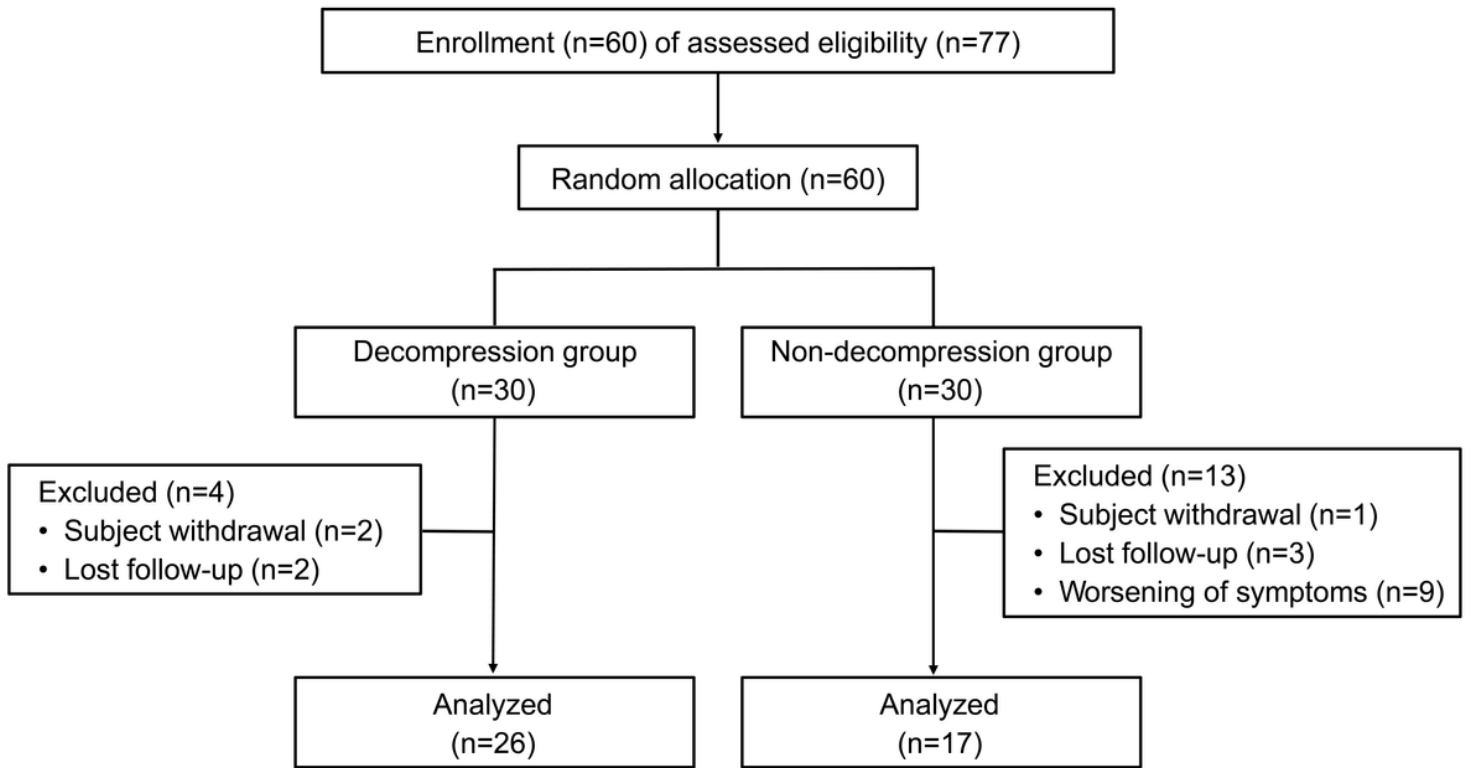 Enrollment (n=60) of assessed eligibility (n=77)
Random allocation (n=60)
Decompression group
(n=30)
Non-decompression group
(n=30)
Excluded (n=4)
• Subject withdrawal (n=2)
• Lost follow-up (n=2)
Excluded (n=13)
• Subject withdrawal (n=1)
• Lost follow-up (n=3)
• Worsening of symptoms (n=9)
Analyzed
(n=26)
Analyzed
(n=17)